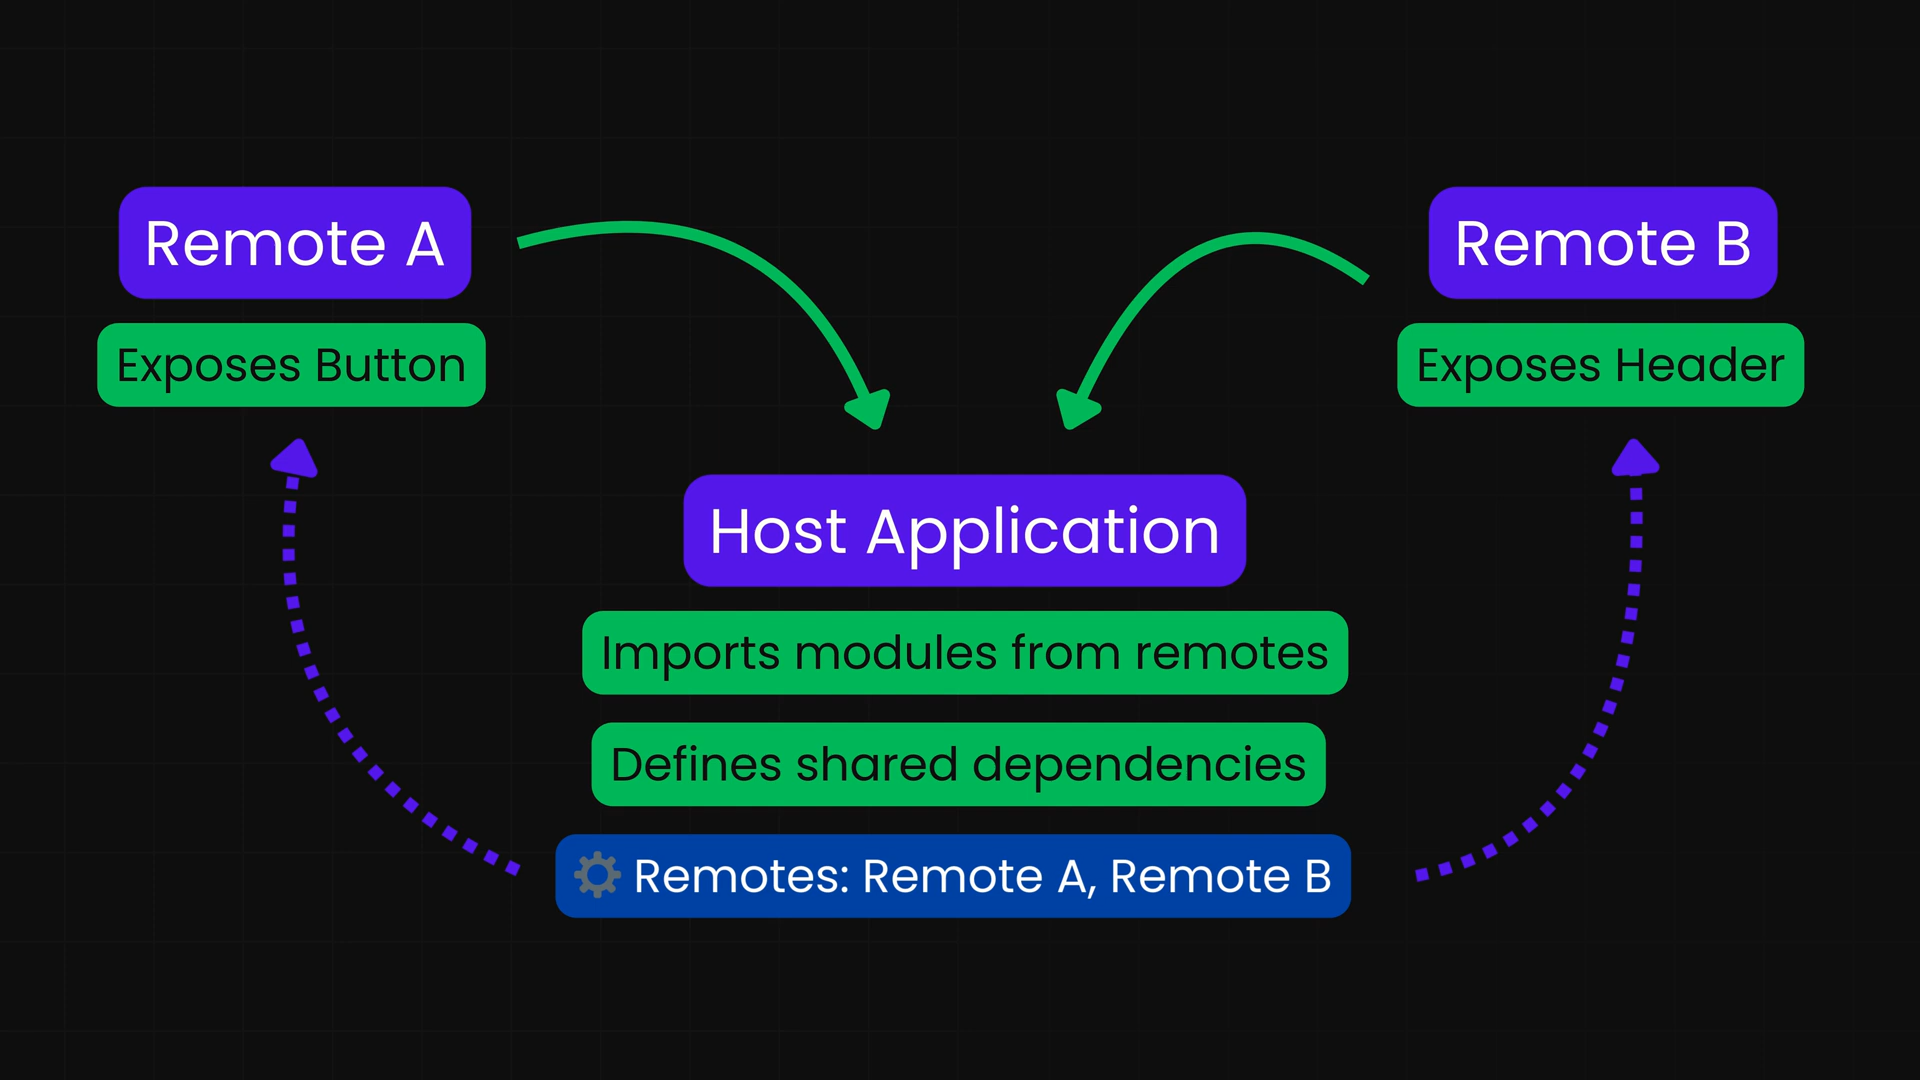 Remote A
Exposes Button
Remote B
Exposes Header
Host Application
Imports modules from remotes
Defines shared dependencies
Remotes: Remote A, Remote B